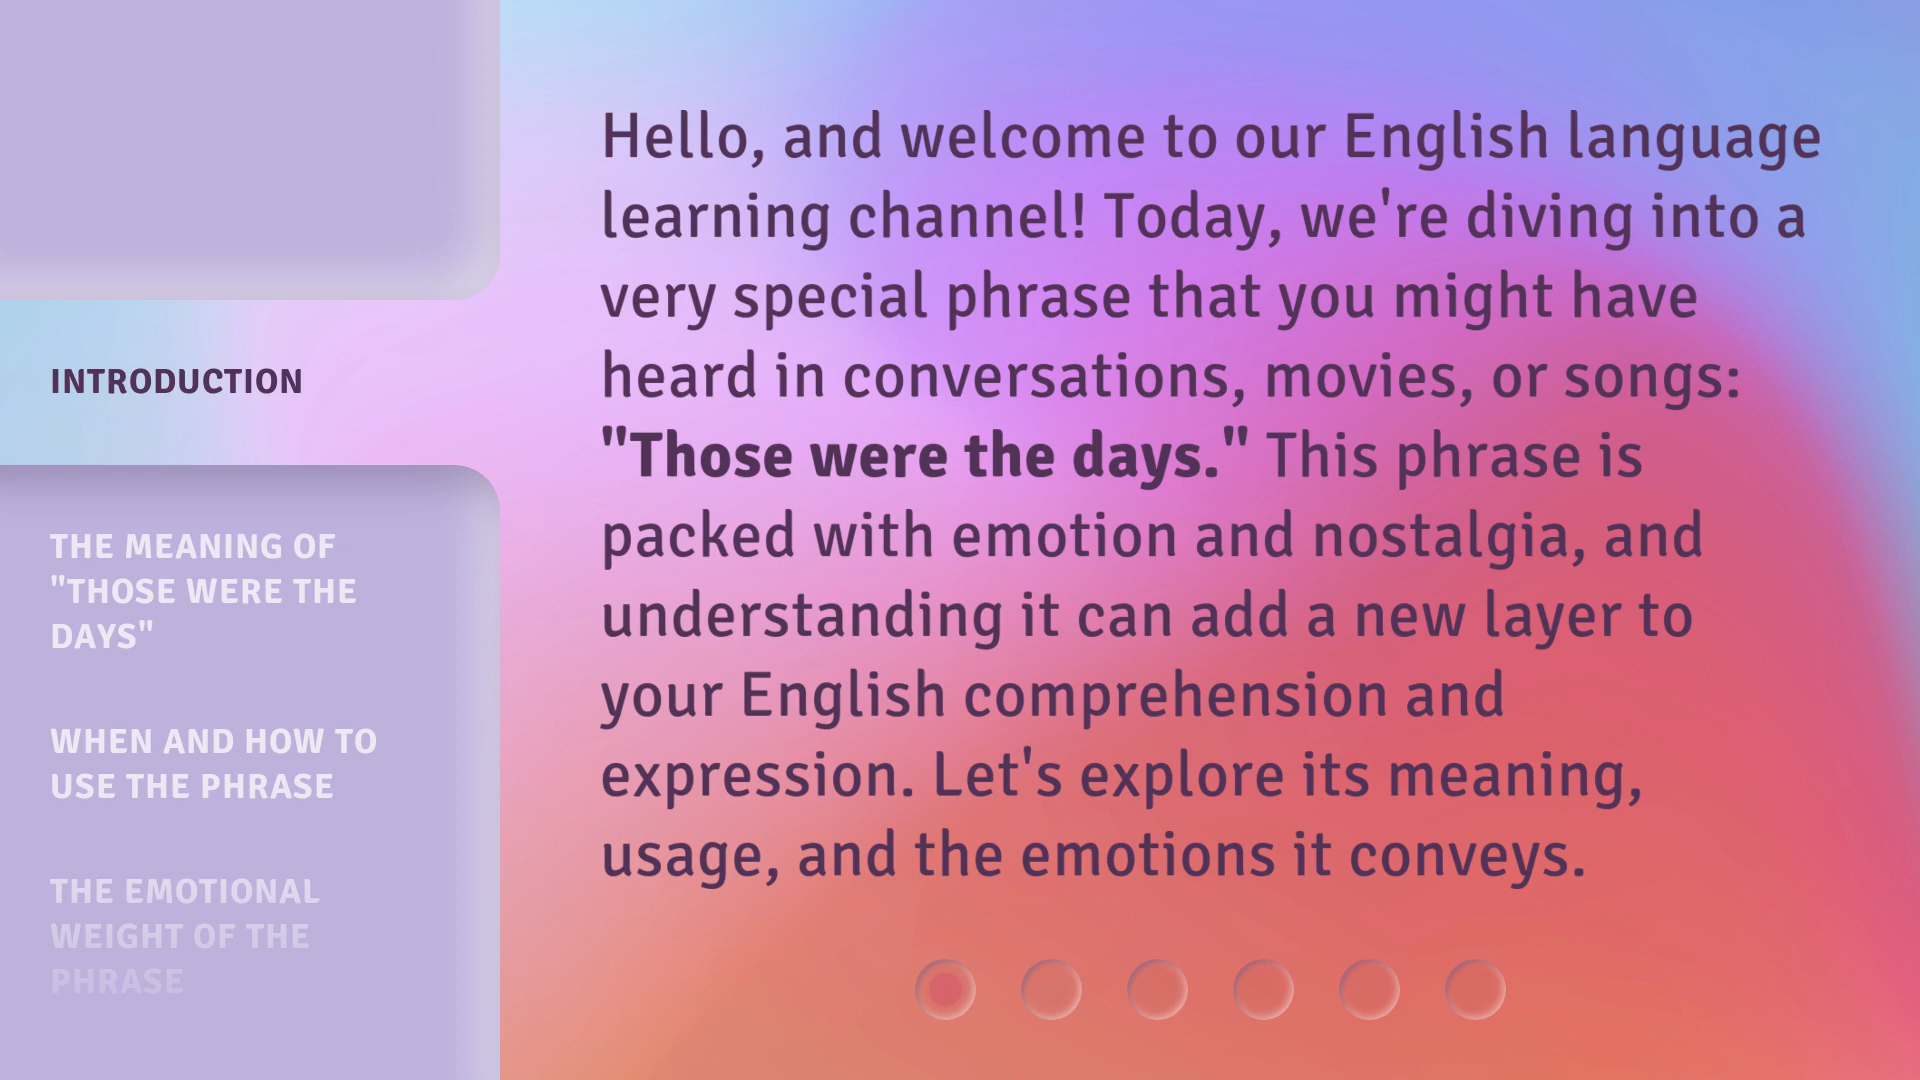 INTRODUCTION
THE MEANING OF
"THOSE WERE THE
DAYS"
WHEN AND HOW TO
USE THE PHRASE
THE EMOTIONAL
WEIGHT OF THE
PHRASE
Hello, and welcome to our English language
learning channel! Today, we're diving into a
very special phrase that you might have
heard in conversations, movies, or songs:
"Those were the days." This phrase is
packed with emotion and nostalgia, and
understanding it can add a new layer to
your English comprehension and
expression. Let's explore its meaning,
usage, and the emotions it conveys.